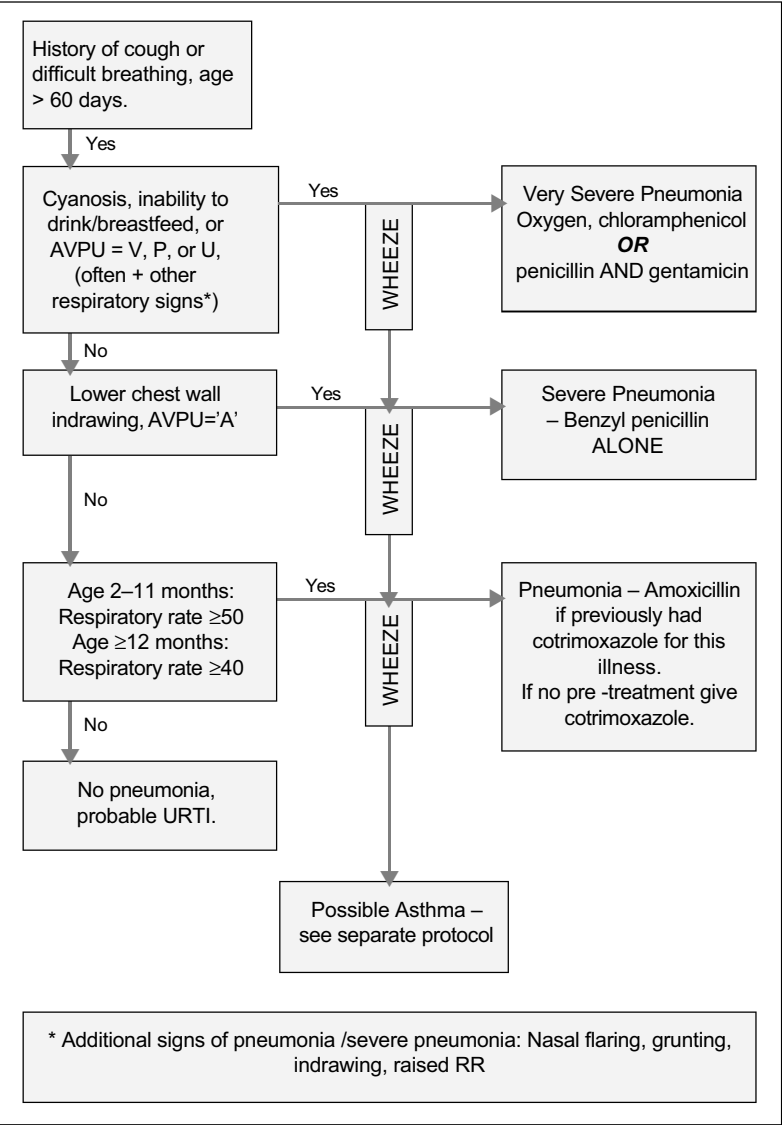 History of cough or
difficult breathing, age
> 60 days.
Yes
Cyanosis, inability to
drink/breastfeed, or
AVPU = V, P, or U,
(often + other
respiratory signs*)
Yes
WHEEZE
Very Severe Pneumonia
Oxygen, chloramphenicol
OR
penicillin AND gentamicin
No
Lower chest wall
indrawing, AVPU=’A’
Yes
WHEEZE
Severe Pneumonia
– Benzyl penicillin
ALONE
No
Age 2–11 months:
Respiratory rate ≥50
Age ≥12 months:
Respiratory rate ≥40
Yes
WHEEZE
Pneumonia – Amoxicillin
if previously had
cotrimoxazole for this
illness.
If no pre -treatment give
cotrimoxazole.
No
No pneumonia,
probable URTI.
Possible Asthma –
see separate protocol
* Additional signs of pneumonia /severe pneumonia: Nasal flaring, grunting,
indrawing, raised RR